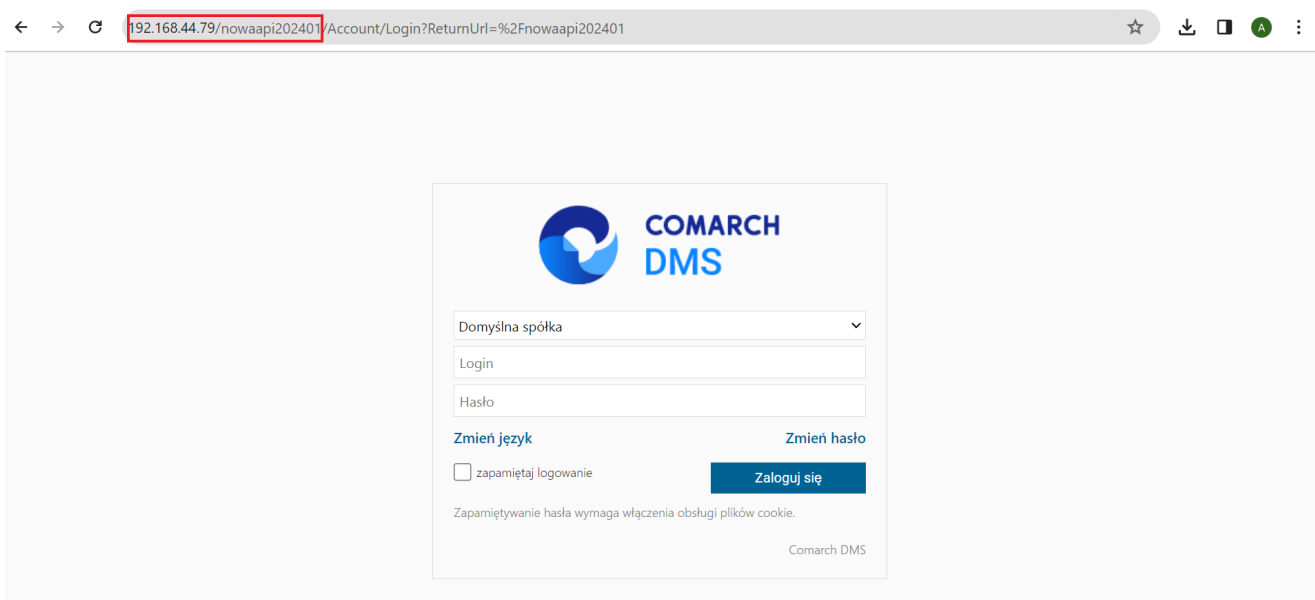 192.168.44.79/nowaapi202401/Account/Login?ReturnUrl=%2Fnowaapi202401
A
COMARCH
DMS
Domyślna spółka
Login
Hasło
Zmień język Zmień hasło
zapamiętaj logowanie Zaloguj się
Zapamiętywanie hasła wymaga włączenia obsługi plików cookie.
Comarch DMS